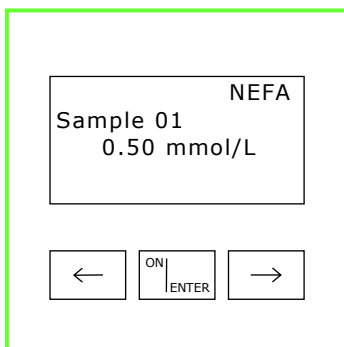 NEFA
Sample 01
0.50 mmol/L
← ON ENTER →